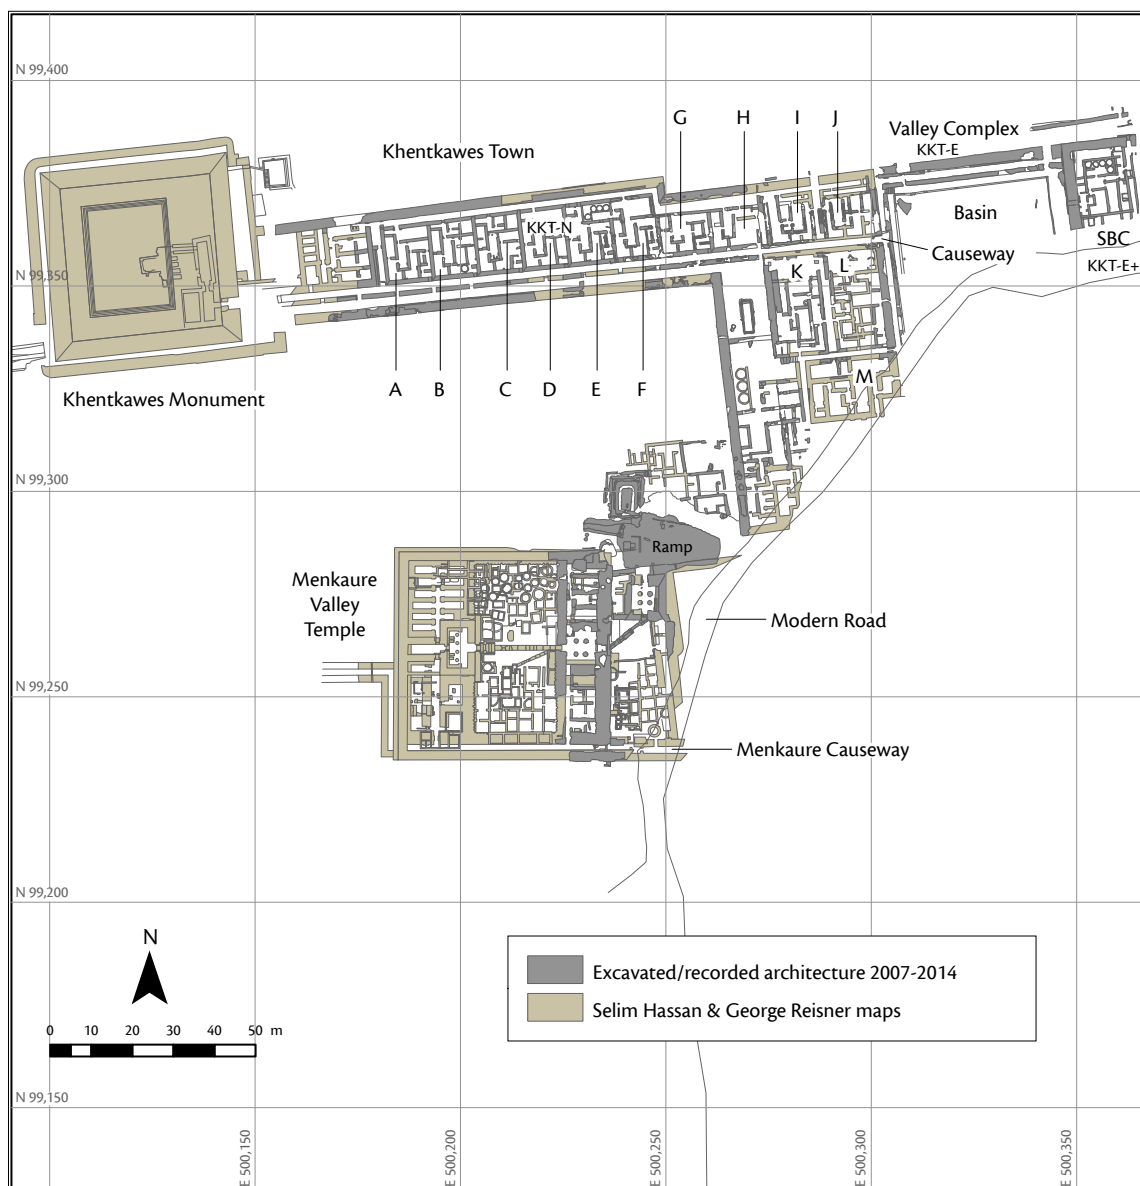 N 99,400
G
H
I
J
Valley Complex
KKT-E
Khentkawes Town
KKT-N
Basin
SBC
Causeway
KKT-E+
N 99,350
K
L
A
B
C
D
E
F
M
Khentkawes Monument
N 99,300
Ramp
Menkaure
Valley
Temple
Modern Road
N 99,250
Menkaure Causeway
N 99,200
N
Excavated/recorded architecture 2007-2014
Selim Hassan & George Reisner maps
0 10 20 30 40 50 m
N 99,150
E 500,150
E 500,200
E 500,250
E 500,300
E 500,350